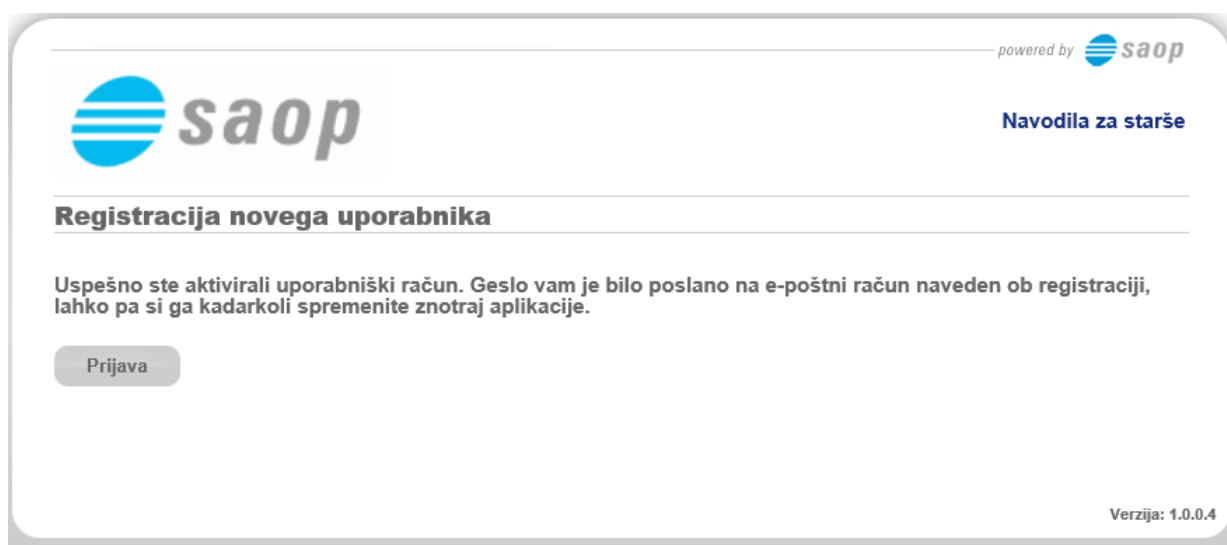 powered by saop
saop
Navodila za starše
Registracija novega uporabnika
Uspešno ste aktivirali uporabniški račun. Geslo vam je bilo poslano na e-poštni račun naveden ob registraciji,
lahko pa si ga kadarkoli spremenite znotraj aplikacije.
Prijava
Verzija: 1.0.0.4